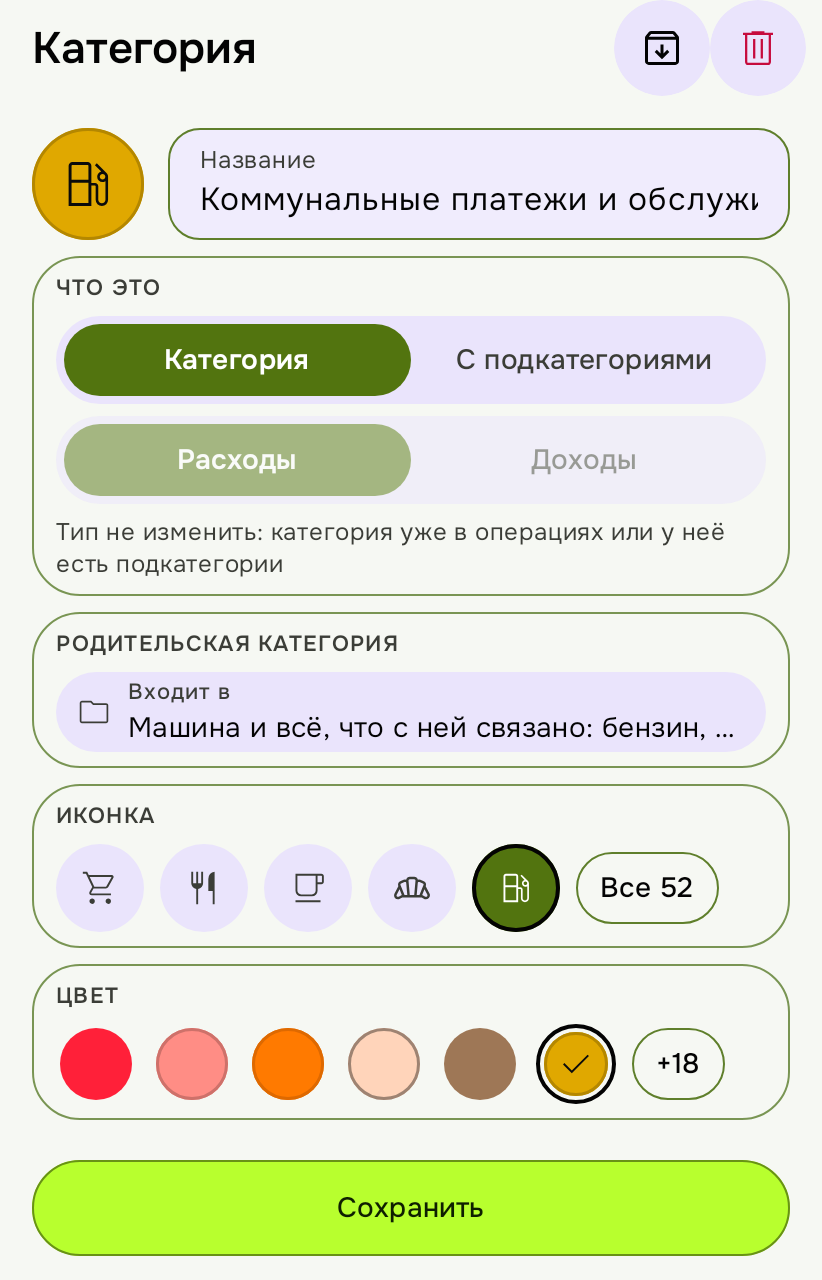 Категория
Название
Коммунальные платежи и обслужи
ЧТО ЭТО
Категория
С подкатегориями
Расходы
Доходы
Тип не изменить: категория уже в операциях или у неё
есть подкатегории
РОДИТЕЛЬСКАЯ КАТЕГОРИЯ
Входит в
Машина и всё, что с ней связано: бензин, ...
ИКОНКА
Все 52
ЦВЕТ
+18
Сохранить